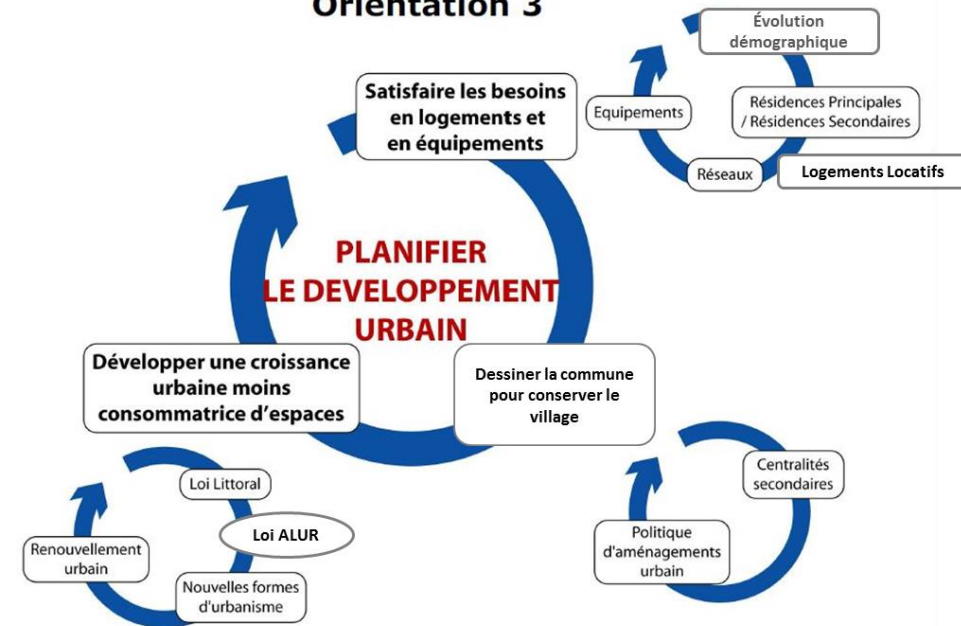 Orientation 3
Évolution
démographique
Satisfaire les besoins
en logements et
en équipements
Equipements
Résidences Principales
/ Résidences Secondaires
Réseaux
Logements Locatifs
PLANIFIER
LE DEVELOPPEMENT
URBAIN
Développer une croissance
urbaine moins
consommatrice d'espaces
Dessiner la commune
pour conserver le
village
Loi Littoral
Loi ALUR
Renouvellement
urbain
Nouvelles formes
d'urbanisme
Centralités
secondaires
Politique
d'aménagements
urbain